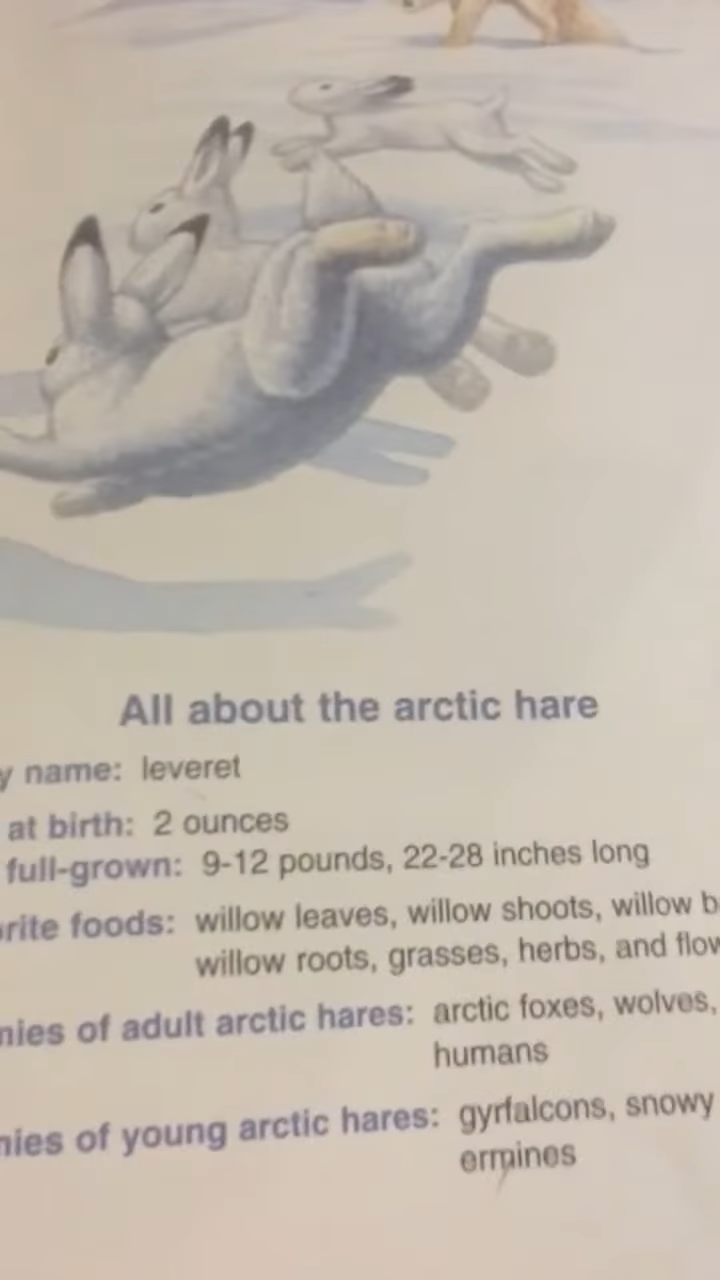 All about the arctic hare
y name: leveret
at birth: 2 ounces
full-grown: 9-12 pounds, 22-28 inches long
rite foods: willow leaves, willow shoots, willow b
willow roots, grasses, herbs, and flow
nies of adult arctic hares: arctic foxes, wolves,
humans
nies of young arctic hares: gyrfalcons, snowy
ermines